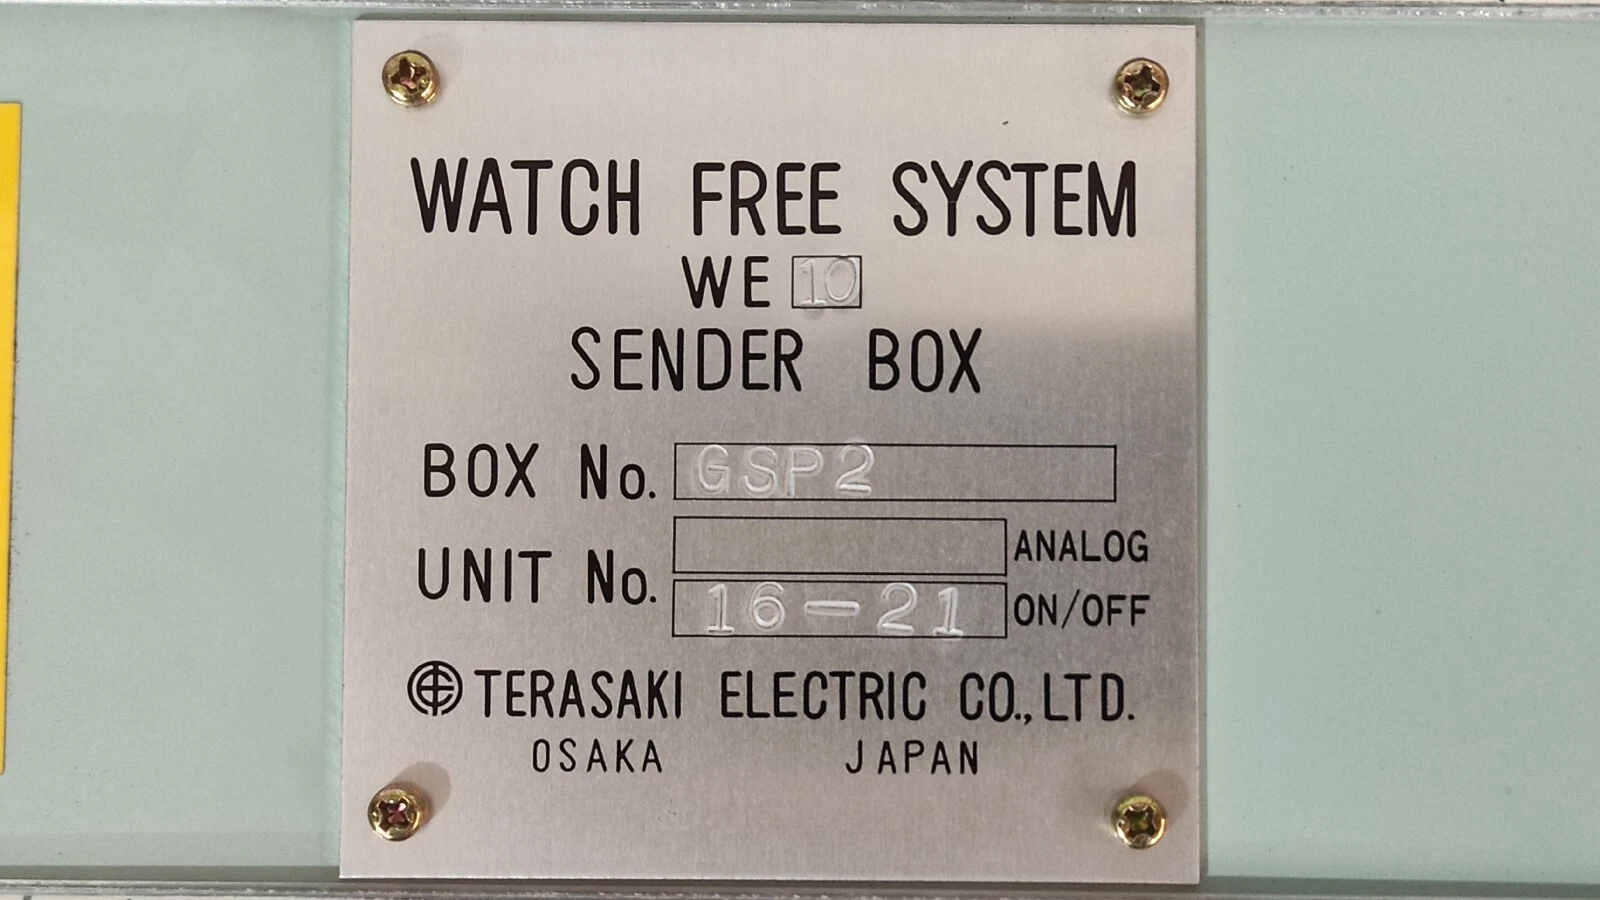 WATCH FREE SYSTEM
WE 10
SENDER BOX
BOX No. GSP2
UNIT No.
ANALOG
16-21 ON/OFF
TERASAKI ELECTRIC CO., LTD.
OSAKA JAPAN